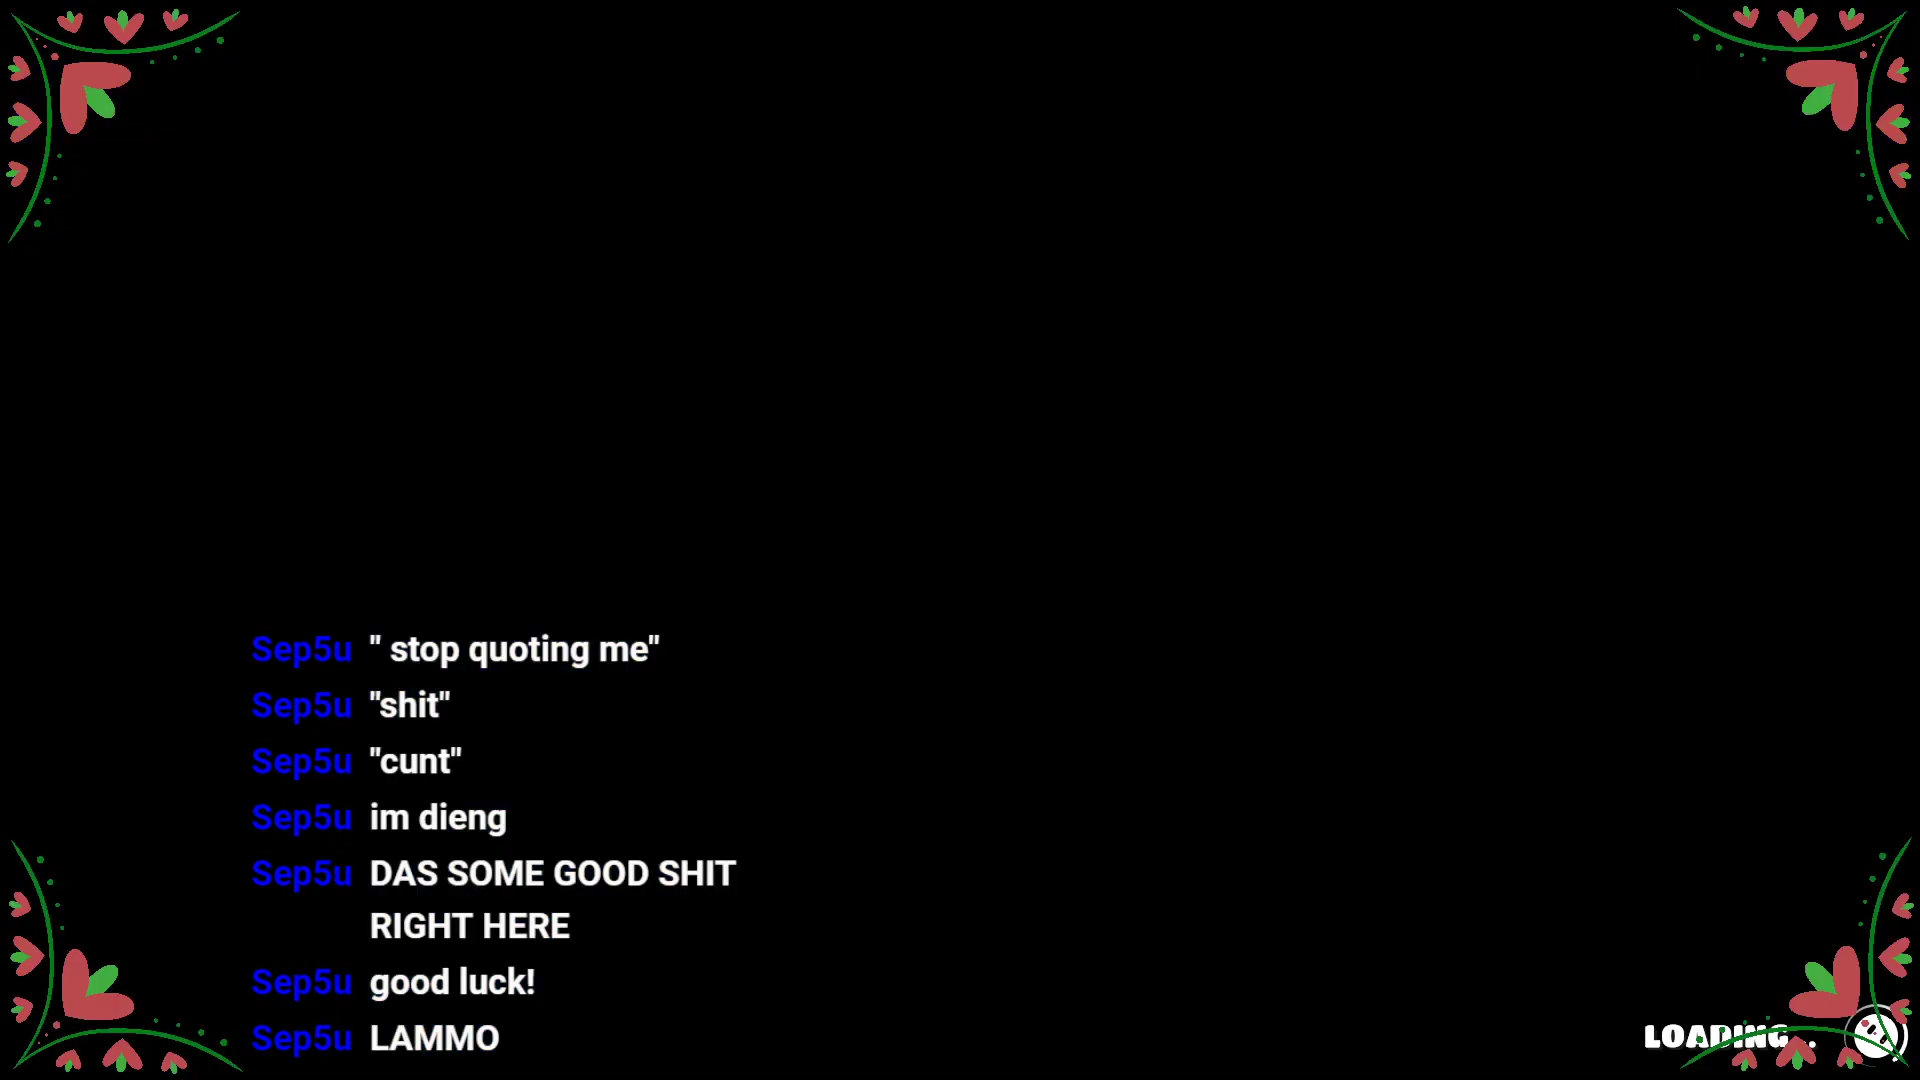 Sep5u " stop quoting me"
Sep5u "shit"
Sep5u "cunt"
Sep5u im dieng
Sep5u DAS SOME GOOD SHIT
RIGHT HERE
Sep5u good luck!
Sep5u LAMMO
LOADING...